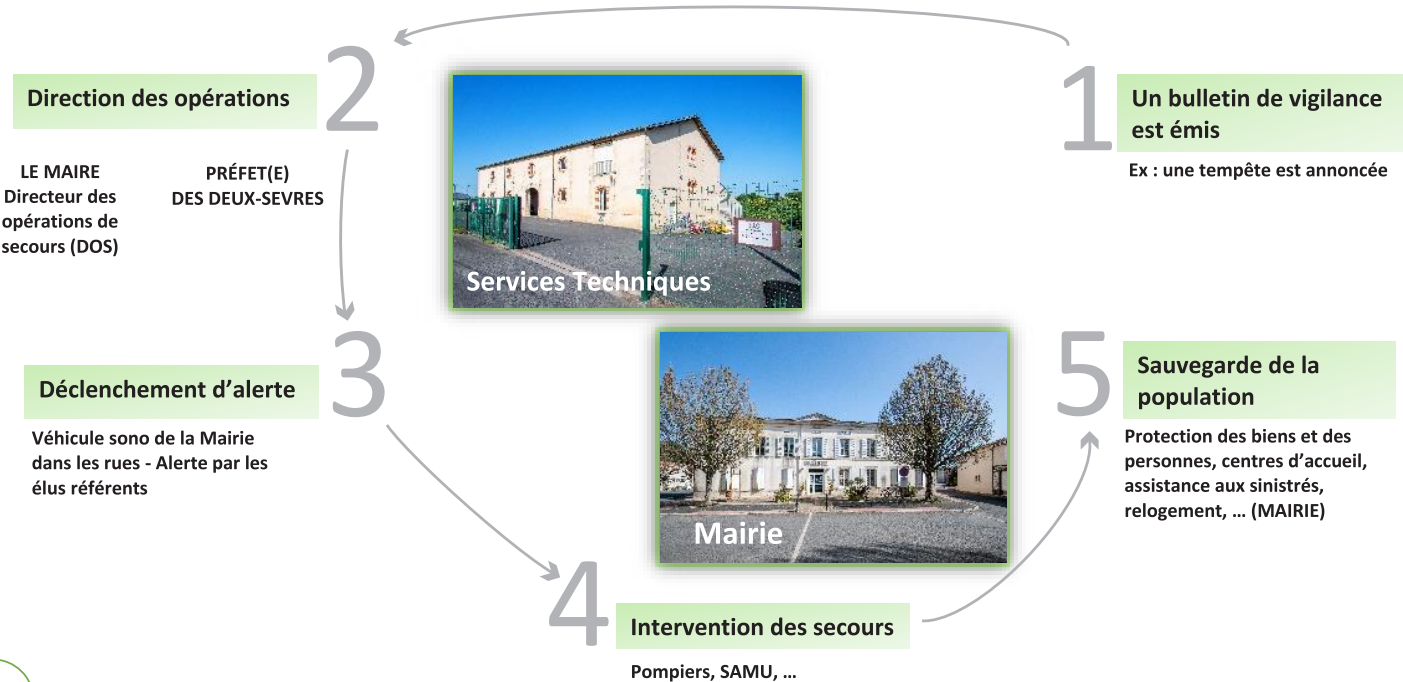 1
Un bulletin de vigilance
est émis
Ex : une tempête est annoncée
2
Direction des opérations
LE MAIRE
Directeur des
opérations de
secours (DOS)
PRÉFET(E)
DES DEUX-SEVRES
Services Techniques
3
Déclenchement d’alerte
Véhicule sono de la Mairie
dans les rues - Alerte par les
élus référents
Mairie
4
Intervention des secours
Pompiers, SAMU, ...
5
Sauvegarde de la
population
Protection des biens et des
personnes, centres d’accueil,
assistance aux sinistrés,
relogement, ... (MAIRIE)